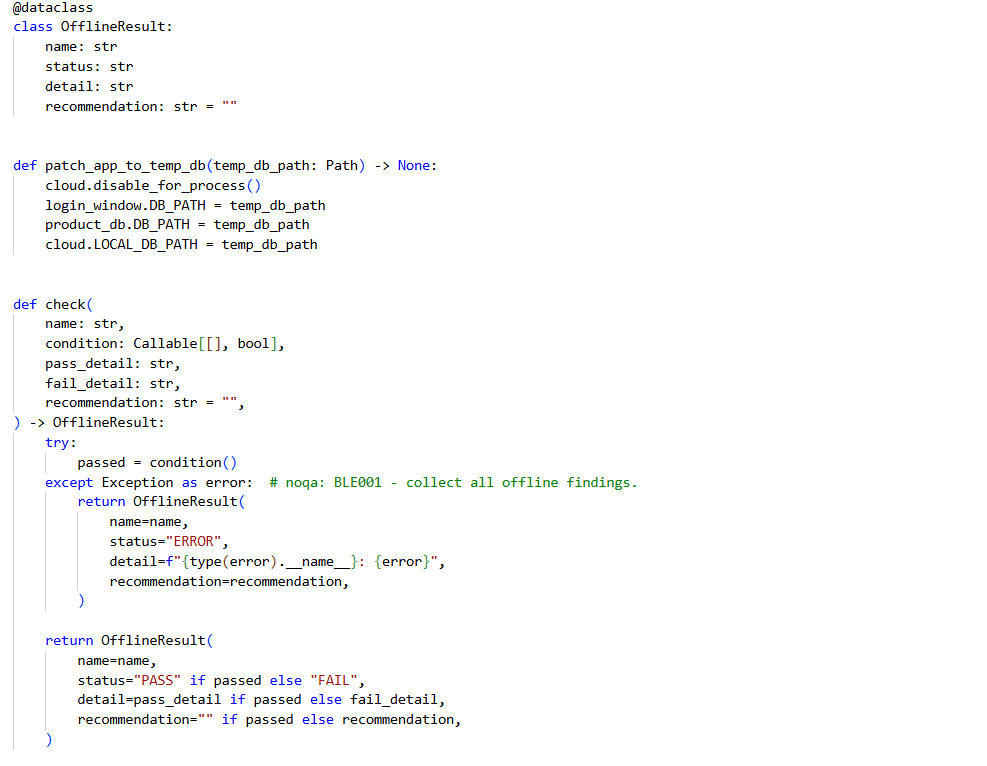 @dataclass
class OfflineResult:
    name: str
    status: str
    detail: str
    recommendation: str = ""


def patch_app_to_temp_db(temp_db_path: Path) -> None:
    cloud.disable_for_process()
    login_window.DB_PATH = temp_db_path
    product_db.DB_PATH = temp_db_path
    cloud.LOCAL_DB_PATH = temp_db_path


def check(
    name: str,
    condition: Callable[[], bool],
    pass_detail: str,
    fail_detail: str,
    recommendation: str = "",
) -> OfflineResult:
    try:
        passed = condition()
    except Exception as error:  # noqa: BLE001 - collect all offline findings.
        return OfflineResult(
            name=name,
            status="ERROR",
            detail=f"{type(error).__name__}: {error}",
            recommendation=recommendation,
        )

    return OfflineResult(
        name=name,
        status="PASS" if passed else "FAIL",
        detail=pass_detail if passed else fail_detail,
        recommendation="" if passed else recommendation,
    )